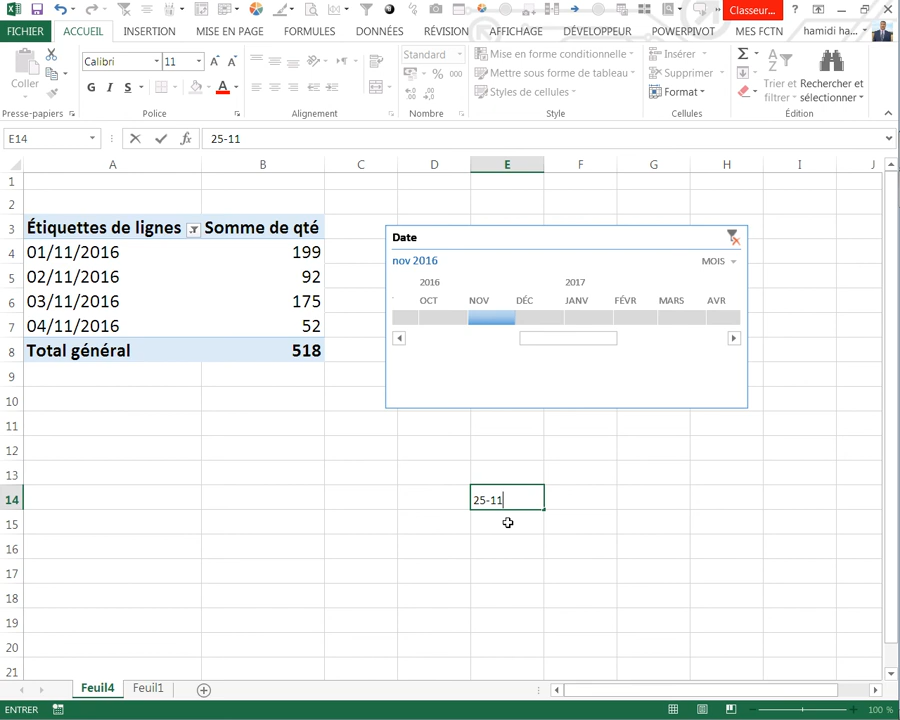 Classeur...
?
FICHIER ACCUEIL INSERTION MISE EN PAGE FORMULES DONNÉES RÉVISION AFFICHAGE DÉVELOPPEUR POWERPIVOT MES FCTN hamidi ha...
Coller
Calibri 11
Standard
Mise en forme conditionnelle
Insérer
G I S A
% 000
Mettre sous forme de tableau
Supprimer
Trier et filtrer
Rechercher et sélectionner
Styles de cellules
Format
Presse-papiers Police Alignement Nombre Style Cellules Édition
E14 fx 25-11
A B C D E F G H I J
1
2
3 Étiquettes de lignes Somme de qté
4 01/11/2016 199
5 02/11/2016 92
6 03/11/2016 175
7 04/11/2016 52
8 Total général 518
Date
nov 2016 MOIS
2016 2017
OCT NOV DÉC JANV FÉVR MARS AVR
9
10
11
12
13
14 25-11
15
16
17
18
19
20
21
Feuil4 Feuil1
ENTRER 100 %